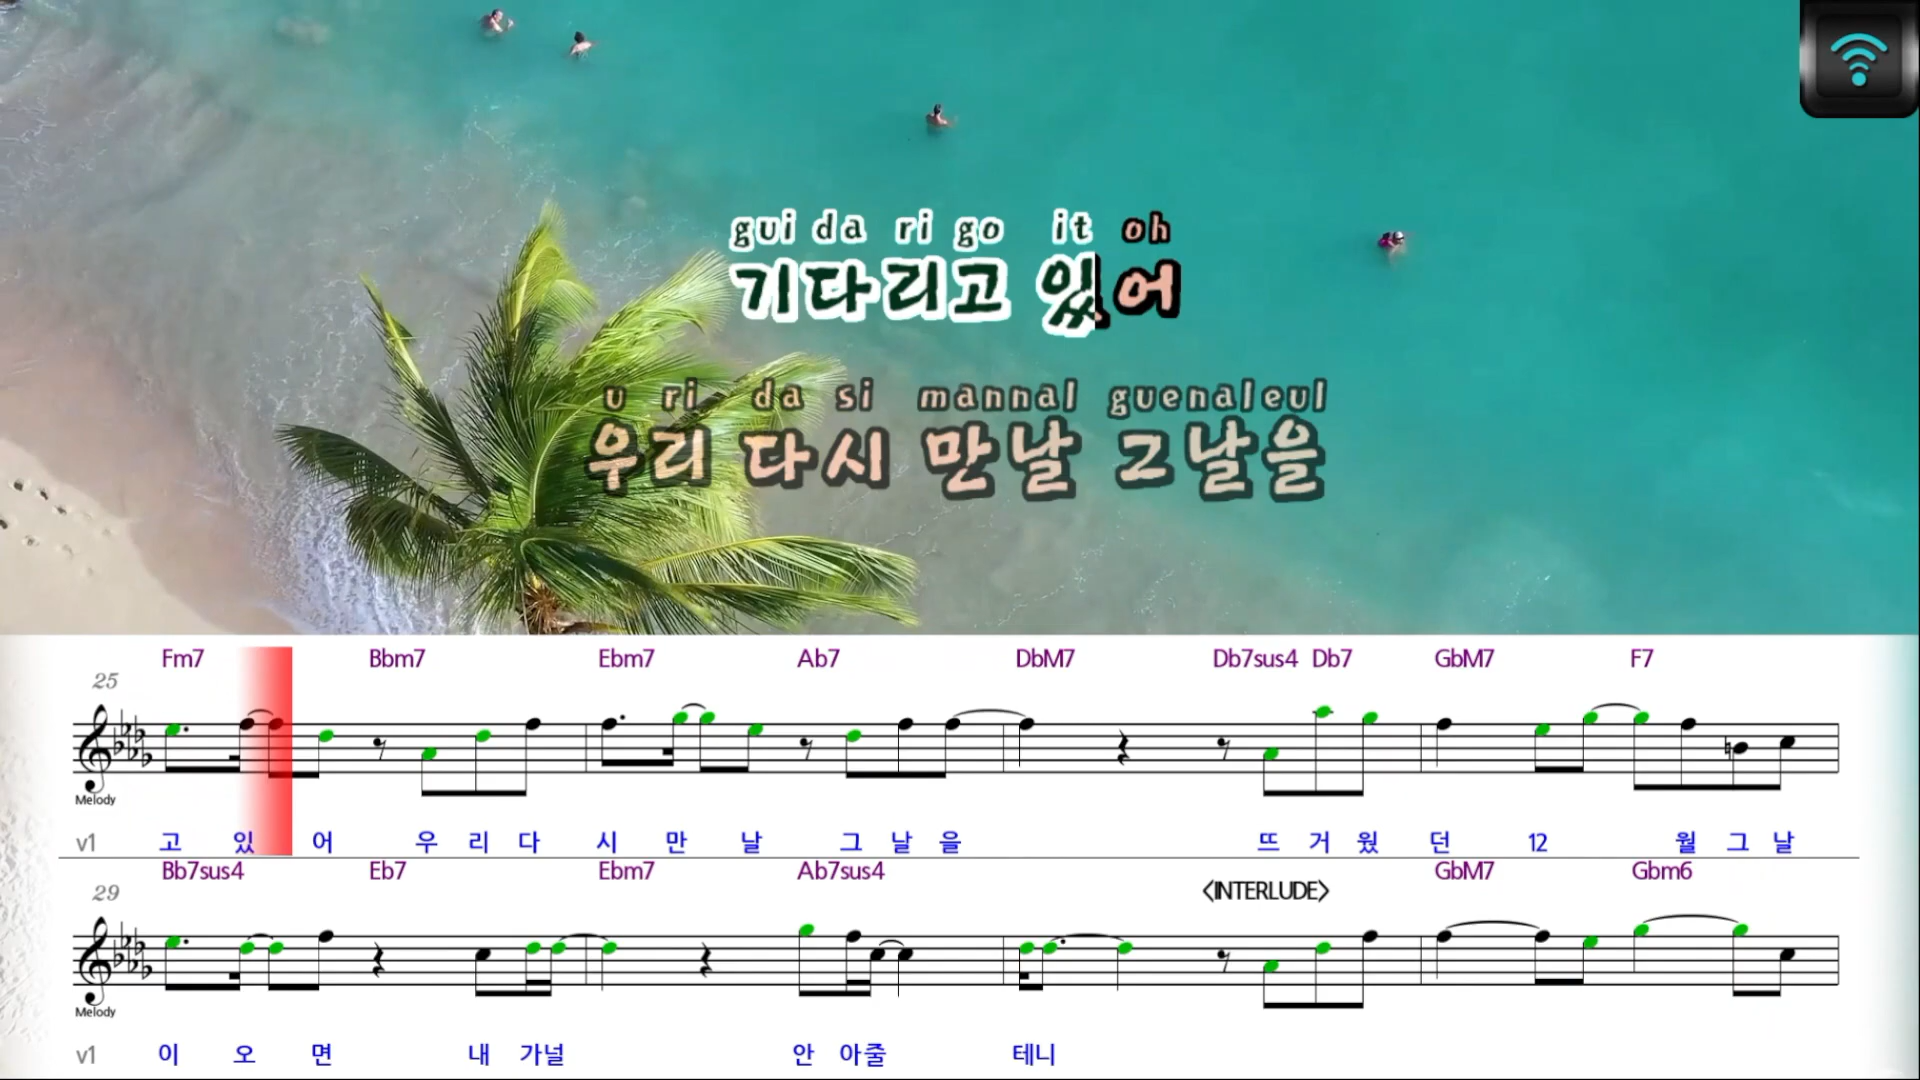 gui da ri go it oh
기다리고 있어
u ri da si mannal guenaleul
우리 다시 만날 그날을
Fm7 Bbm7 Ebm7 Ab7 DbM7 Db7sus4 Db7 GbM7 F7
25
Melody
v1 고 있 어 우 리 다 시 만 날 그 날 을 뜨 거 웠 던 12 월 그 날
Bb7sus4 Eb7 Ebm7 Ab7sus4 <INTERLUDE> GbM7 Gbm6
29
Melody
v1 이 오 면 내 가널 안 아줄 테니